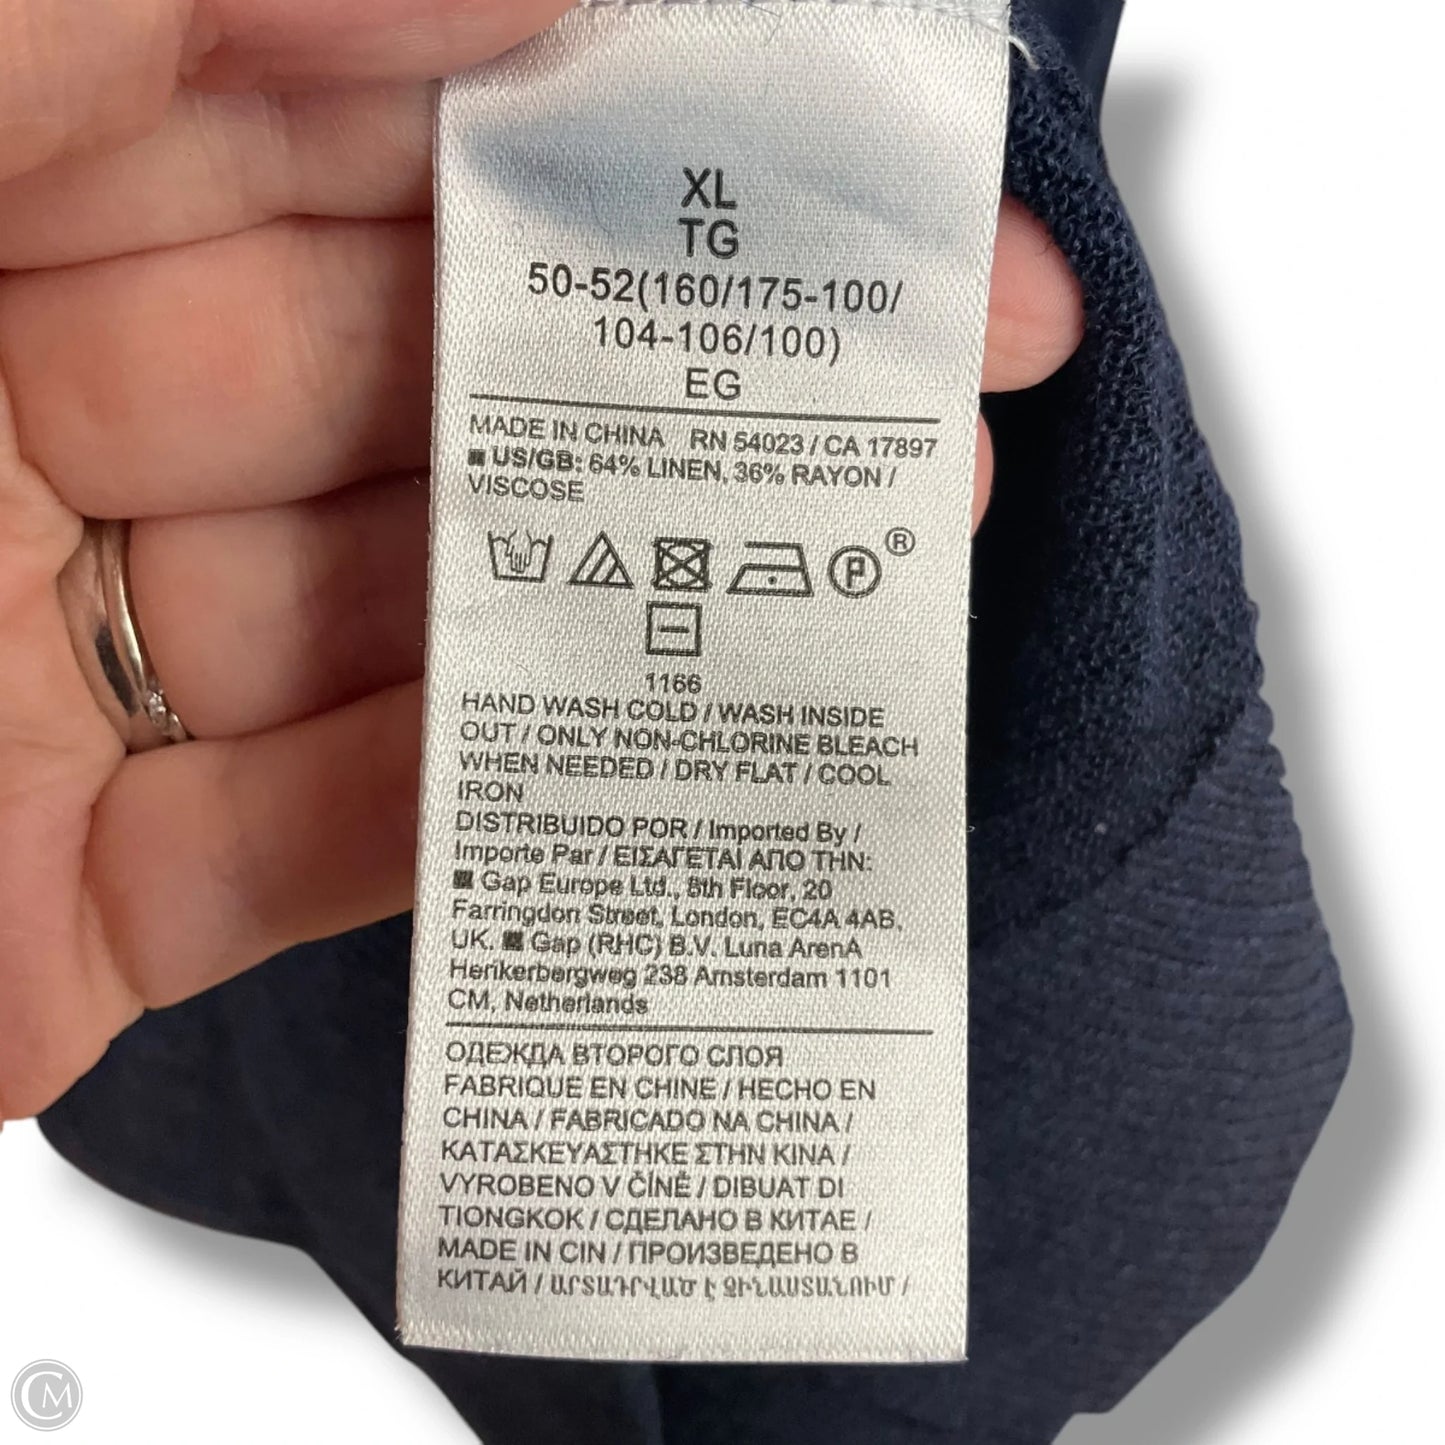 XL
TG
50-52(160/175-100/
104-106/100)
EG
MADE IN CHINA RN 54023 / CA 17897
US/GB: 64% LINEN, 36% RAYON /
VISCOSE
®
P
1166
HAND WASH COLD / WASH INSIDE
OUT / ONLY NON-CHLORINE BLEACH
WHEN NEEDED / DRY FLAT / COOL
IRON
DISTRIBUIDO POR / Imported By /
Importe Par / ΕΙΣΑΓΕΤΑΙ ΑΠΟ ΤΗΝ:
Gap Europe Ltd., 8th Floor, 20
Farringdon Street, London, EC4A 4AB,
UK. Gap (RHC) B.V. Luna ArenA
Herikerbergweg 238 Amsterdam 1101
CM, Netherlands
ОДЕЖДА ВТОРОГО СЛОЯ
FABRIQUE EN CHINE / HECHO EN
CHINA / FABRICADO NA CHINA /
ΚΑΤΑΣΚΕΥΑΣΤΗΚΕ ΣΤΗΝ ΚΙΝΑ /
VYROBENO V ČÍNĚ / DIBUAT DI
TIONGKOK / СДЕЛАНО В КИТАЕ /
MADE IN CIN / ПРОИЗВЕДЕНО В
КИТАЙ / ԱՐՏԱԴՐՎԱԾ Է ՉԻՆԱՍՏԱՆՈՒՄ /
CM